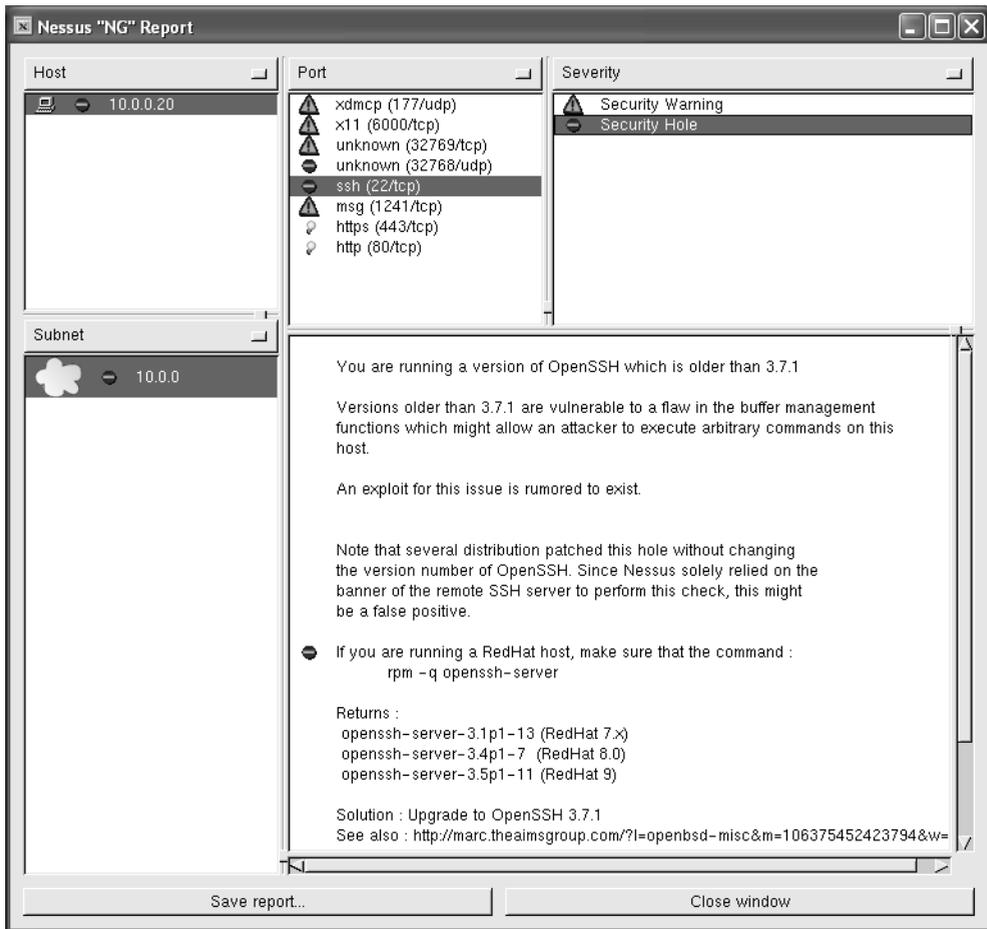 Nessus "NG" Report
Host
10.0.0.20
Port
xdmcp (177/udp)
x11 (6000/tcp)
unknown (32769/tcp)
unknown (32768/udp)
ssh (22/tcp)
msg (1241/tcp)
https (443/tcp)
http (80/tcp)
Severity
Security Warning
Security Hole
Subnet
10.0.0
You are running a version of OpenSSH which is older than 3.7.1
Versions older than 3.7.1 are vulnerable to a flaw in the buffer management
functions which might allow an attacker to execute arbitrary commands on this
host.
An exploit for this issue is rumored to exist.
Note that several distribution patched this hole without changing
the version number of OpenSSH. Since Nessus solely relied on the
banner of the remote SSH server to perform this check, this might
be a false positive.
If you are running a RedHat host, make sure that the command :
rpm -q openssh-server
Returns :
openssh-server-3.1p1-13 (RedHat 7.x)
openssh-server-3.4p1-7 (RedHat 8.0)
openssh-server-3.5p1-11 (RedHat 9)
Solution : Upgrade to OpenSSH 3.7.1
See also : http://marc.theaimsgroup.com/?l=openbsd-misc&m=106375452423794&w=
Save report...
Close window